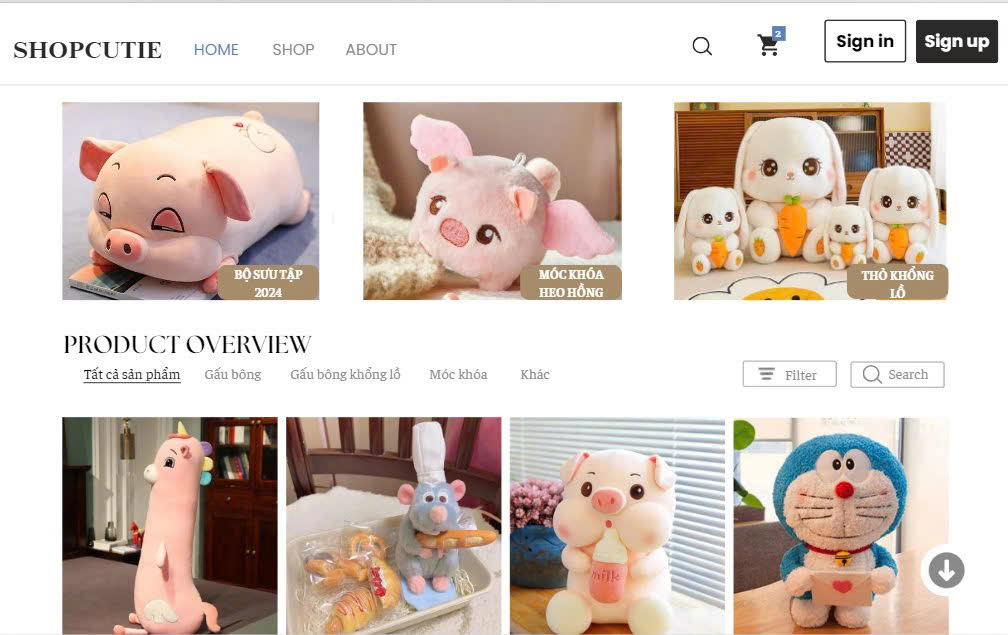 SHOPCUTIE HOME SHOP ABOUT 2 Sign in Sign up
BỘ SƯU TẬP
2024
MÓC KHÓA
HEO HỒNG
THỎ KHỔNG
LỒ
PRODUCT OVERVIEW
Tất cả sản phẩm Gấu bông Gấu bông khổng lồ Móc khóa Khác Filter Search
milk